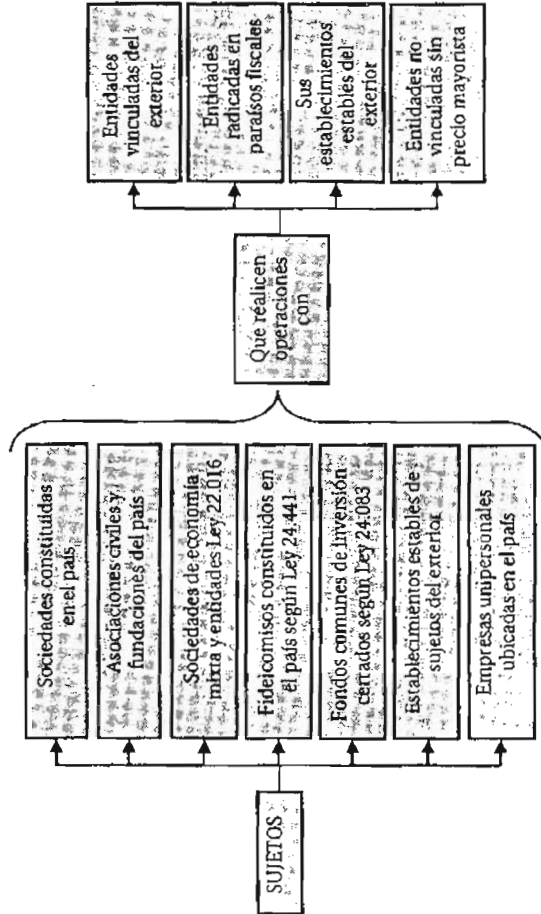 SUJETOS
Sociedades constituidas
en el país
Asociaciones civiles y
fundaciones del país
Sociedades de economía
mixta y entidades Ley 22.016
Fideicomisos constituidos en
el país según Ley 24.441
Fondos comunes de inversión
cerrados según Ley 24.083
Establecimientos estables de
sujetos del exterior
Empresas unipersonales
ubicadas en el país
Que realicen
operaciones
con
Entidades
vinculadas del
exterior
Entidades
radicadas en
paraísos fiscales
Sus
establecimientos
estables del
exterior
Entidades no
vinculadas sin
precio mayorista